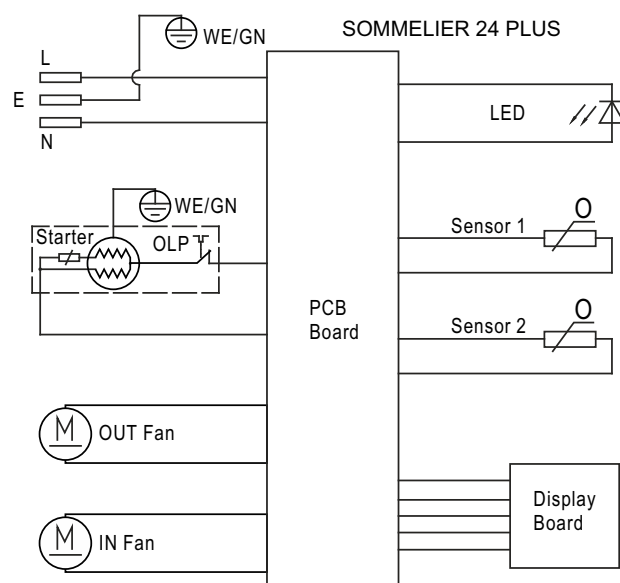 SOMMELIER 24 PLUS
WE/GN
L
E
N
LED
WE/GN
Starter
OLP
Sensor 1
O
PCB
Board
Sensor 2
O
M
OUT Fan
M
IN Fan
Display
Board